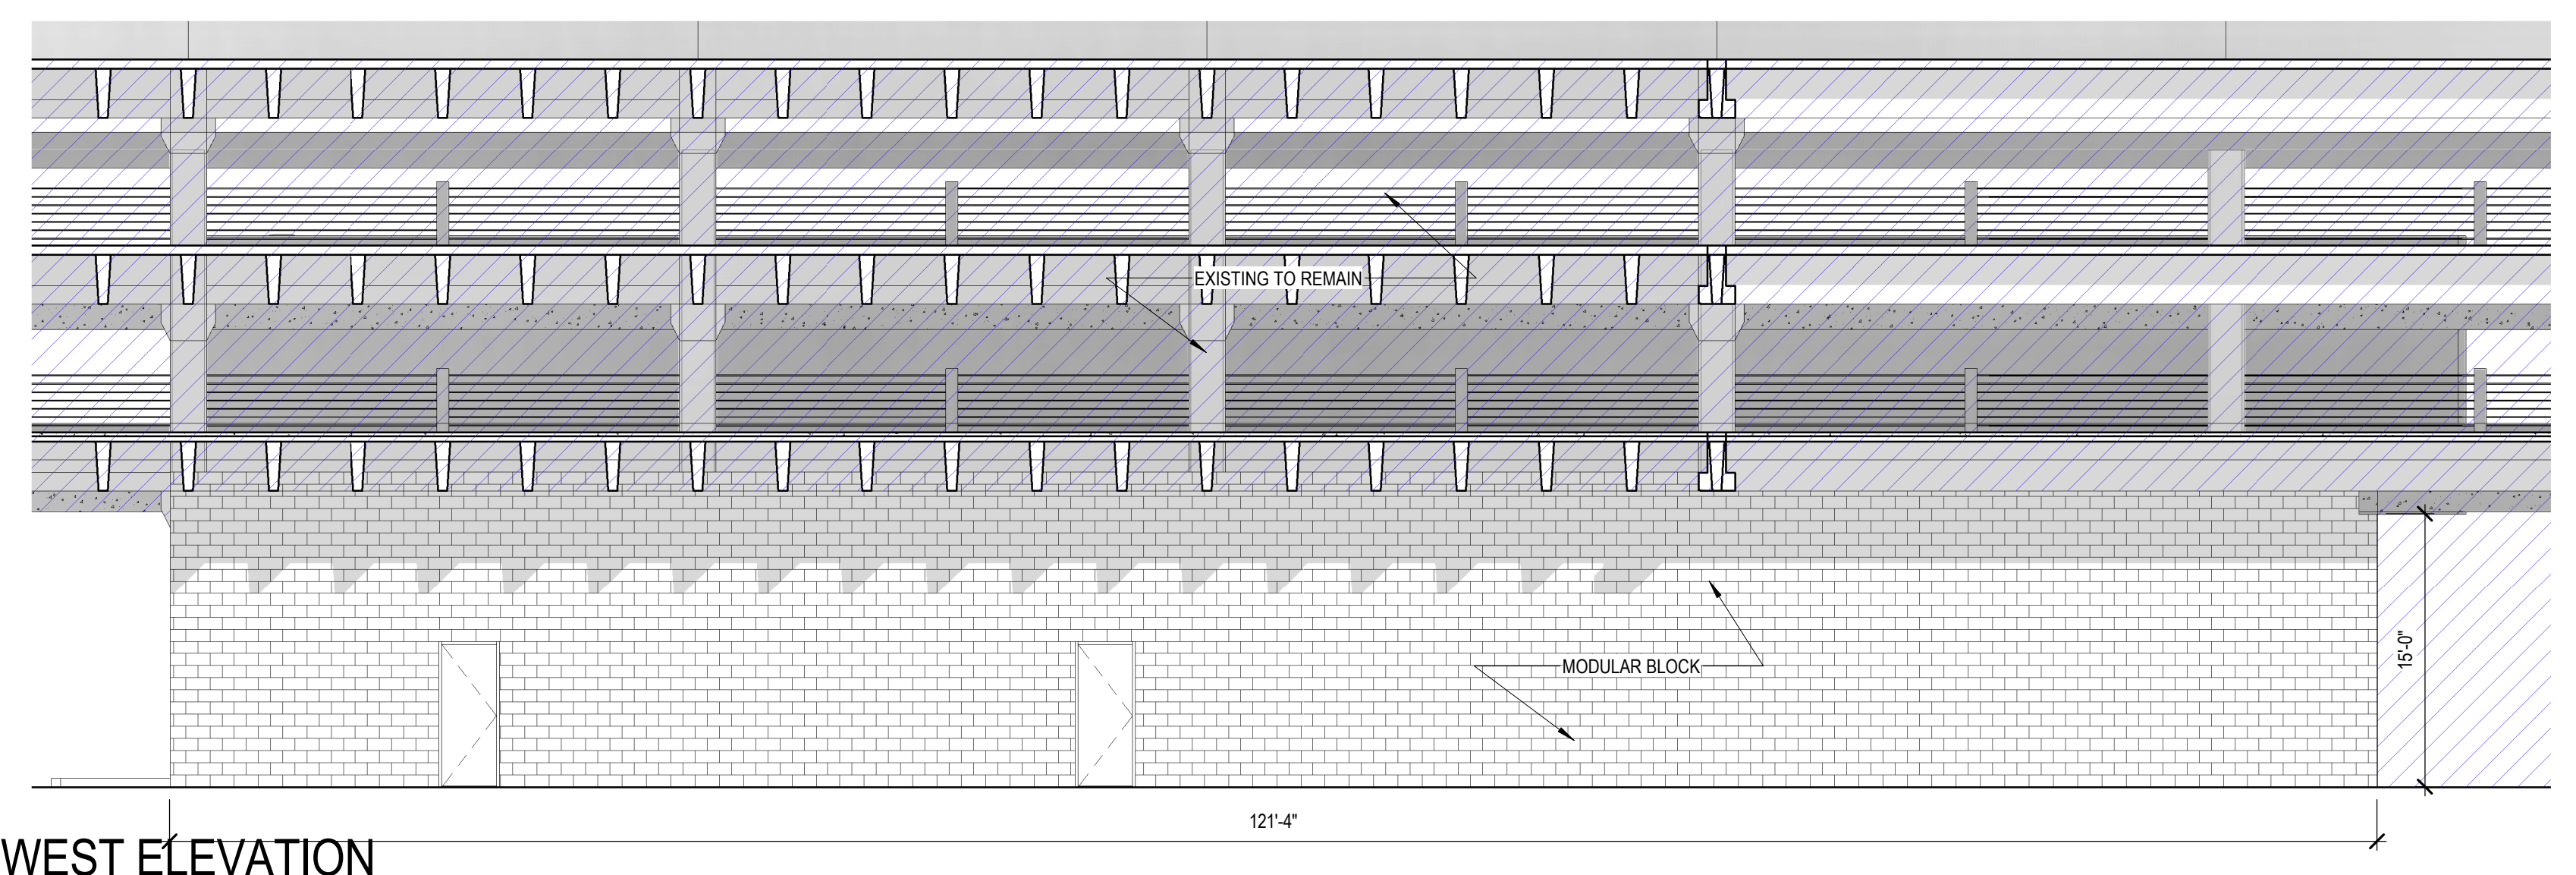 EXISTING TO REMAIN
MODULAR BLOCK
15'-0"
121'-4"
WEST ELEVATION